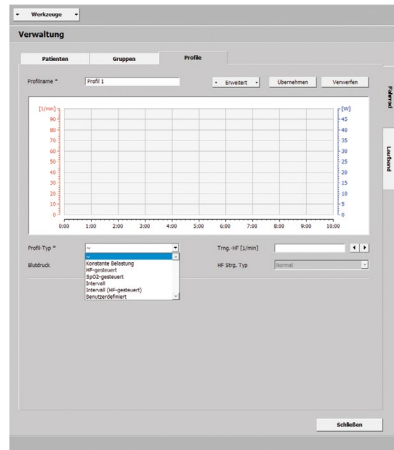 Werkzeuge
Verwaltung
Patienten Gruppen Profile
Profilname * Profil 1 Erweitert Übernehmen Verwerfen
[1/min] [W]
90 45
80 40
70 35
60 30
50 25
40 20
30 15
20 10
10 5
0 0
0:00 1:00 2:00 3:00 4:00 5:00 6:00 7:00 8:00 9:00 10:00
Fahrrad
Laufband
Profil-Typ * -- Trng.-HF [1/min]
Blutdruck -- HF Strg. Typ Normal
Konstante Belastung
HF-gesteuert
SpO2-gesteuert
Intervall
Intervall (HF-gesteuert)
Benutzerdefiniert
Schließen